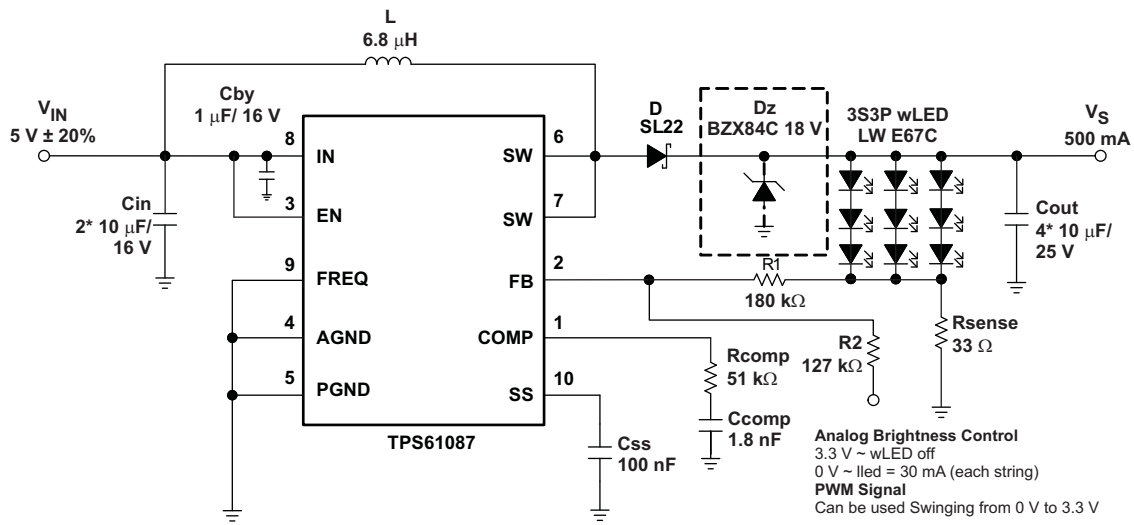 L
6.8 μH
Cby
1 μF/ 16 V
VIN
5 V ± 20%
Cin
2* 10 μF/
16 V
8
IN
3
EN
9
FREQ
4
AGND
5
PGND
6
SW
7
SW
2
FB
1
COMP
10
SS
TPS61087
D
SL22
Dz
BZX84C 18 V
3S3P wLED
LW E67C
VS
500 mA
Cout
4* 10 μF/
25 V
R1
180 kΩ
Rsense
33 Ω
R2
127 kΩ
Rcomp
51 kΩ
Ccomp
1.8 nF
Css
100 nF
Analog Brightness Control
3.3 V ~ wLED off
0 V ~ Iled = 30 mA (each string)
PWM Signal
Can be used Swinging from 0 V to 3.3 V